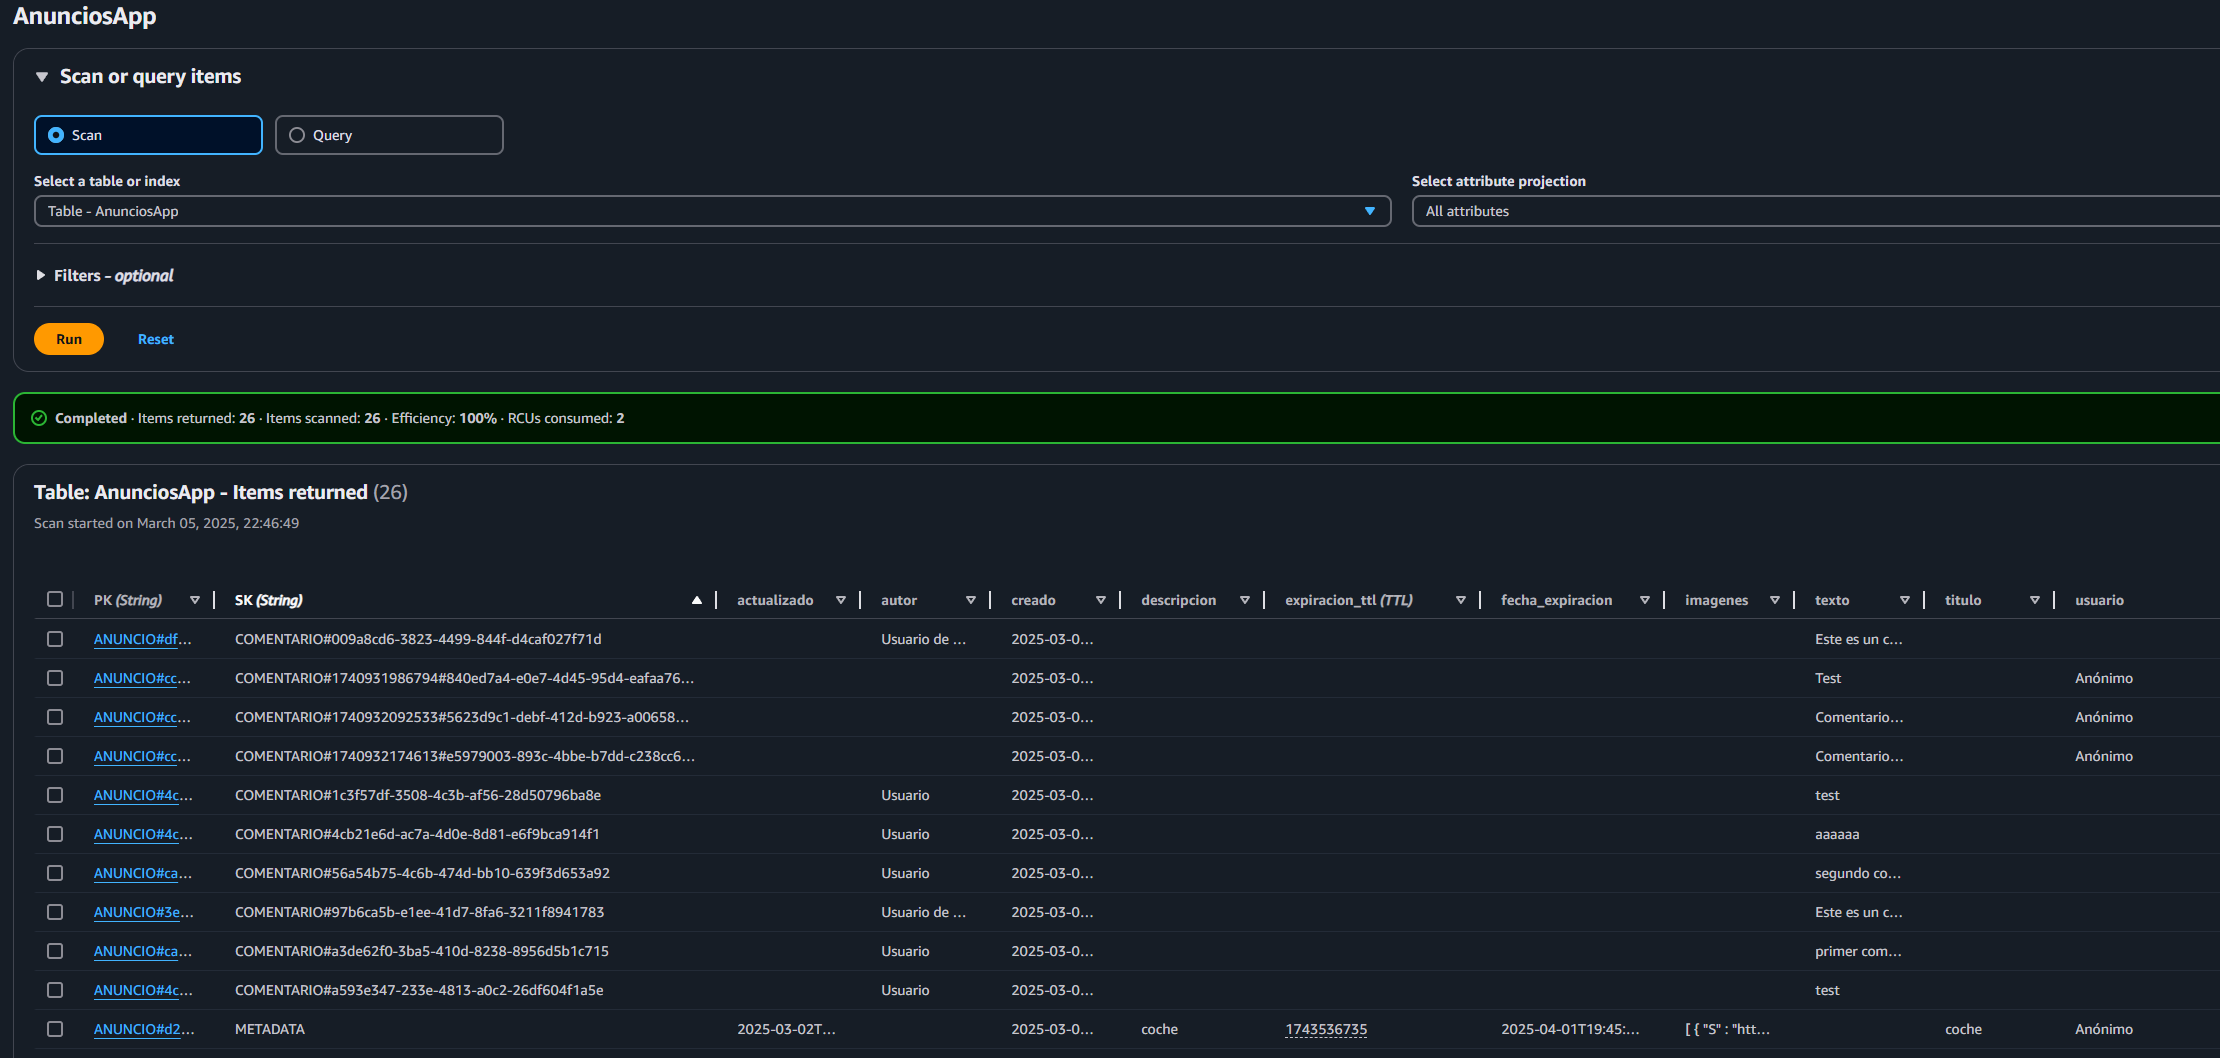 AnunciosApp
Scan or query items
Scan Query
Select a table or index Select attribute projection
Table - AnunciosApp All attributes
Filters - optional
Run Reset
Completed · Items returned: 26 · Items scanned: 26 · Efficiency: 100% · RCUs consumed: 2
Table: AnunciosApp - Items returned (26)
Scan started on March 05, 2025, 22:46:49
PK (String) SK (String) actualizado autor creado descripcion expiracion_ttl (TTL) fecha_expiracion imagenes texto titulo usuario
ANUNCIO#df... COMENTARIO#009a8cd6-3823-4499-844f-d4caf027f71d Usuario de ... 2025-03-0... Este es un c...
ANUNCIO#cc... COMENTARIO#1740931986794#840ed7a4-e0e7-4d45-95d4-eafaa76... 2025-03-0... Test Anónimo
ANUNCIO#cc... COMENTARIO#1740932092533#5623d9c1-debf-412d-b923-a00658... 2025-03-0... Comentario... Anónimo
ANUNCIO#cc... COMENTARIO#1740932174613#e5979003-893c-4bbe-b7dd-c238cc6... 2025-03-0... Comentario... Anónimo
ANUNCIO#4c... COMENTARIO#1c3f57df-3508-4c3b-af56-28d50796ba8e Usuario 2025-03-0... test
ANUNCIO#4c... COMENTARIO#4cb21e6d-ac7a-4d0e-8d81-e6f9bca914f1 Usuario 2025-03-0... aaaaaa
ANUNCIO#ca... COMENTARIO#56a54b75-4c6b-474d-bb10-639f3d653a92 Usuario 2025-03-0... segundo co...
ANUNCIO#3e... COMENTARIO#97b6ca5b-e1ee-41d7-8fa6-3211f8941783 Usuario de ... 2025-03-0... Este es un c...
ANUNCIO#ca... COMENTARIO#a3de62f0-3ba5-410d-8238-8956d5b1c715 Usuario 2025-03-0... primer com...
ANUNCIO#4c... COMENTARIO#a593e347-233e-4813-a0c2-26df604f1a5e Usuario 2025-03-0... test
ANUNCIO#d2... METADATA 2025-03-02T... 2025-03-0... coche 1743536735 2025-04-01T19:45:... [ { "S" : "htt... coche Anónimo